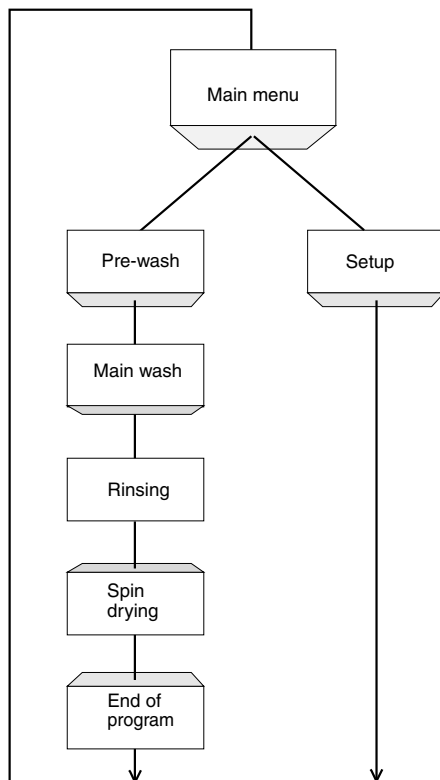 Main menu
Pre-wash
Setup
Main wash
Rinsing
Spin
drying
End of
program